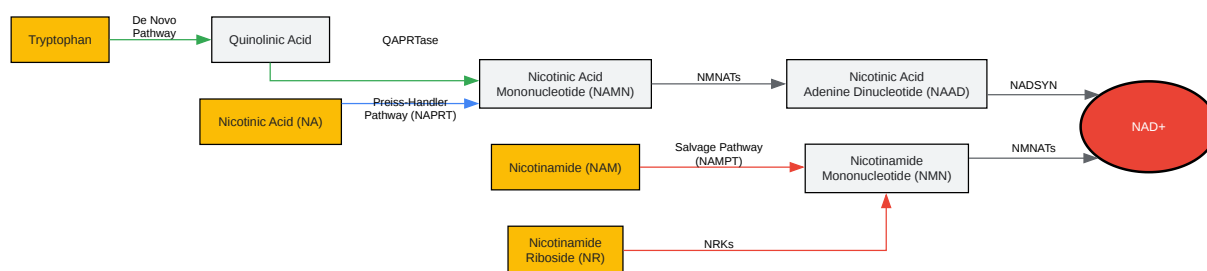 Tryptophan
De Novo
Pathway
Quinolinic Acid
QAPRTase
Nicotinic Acid (NA)
Preiss-Handler
Pathway (NAPRT)
Nicotinic Acid
Mononucleotide (NAMN)
NMNATs
Nicotinic Acid
Adenine Dinucleotide (NAAD)
NADSYN
NAD+
Nicotinamide (NAM)
Salvage Pathway
(NAMPT)
Nicotinamide
Mononucleotide (NMN)
NMNATs
Nicotinamide
Riboside (NR)
NRKs